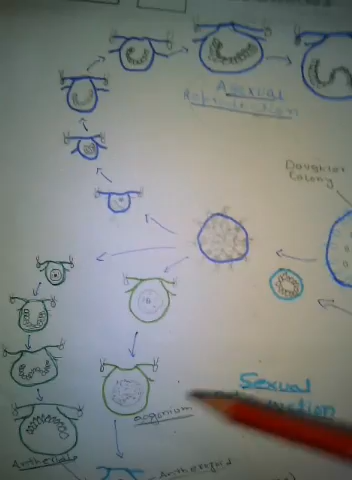 Asexual
Reproduction
Daughter
Colony
Sexual
oogonium
Antheridia
Antherozoid